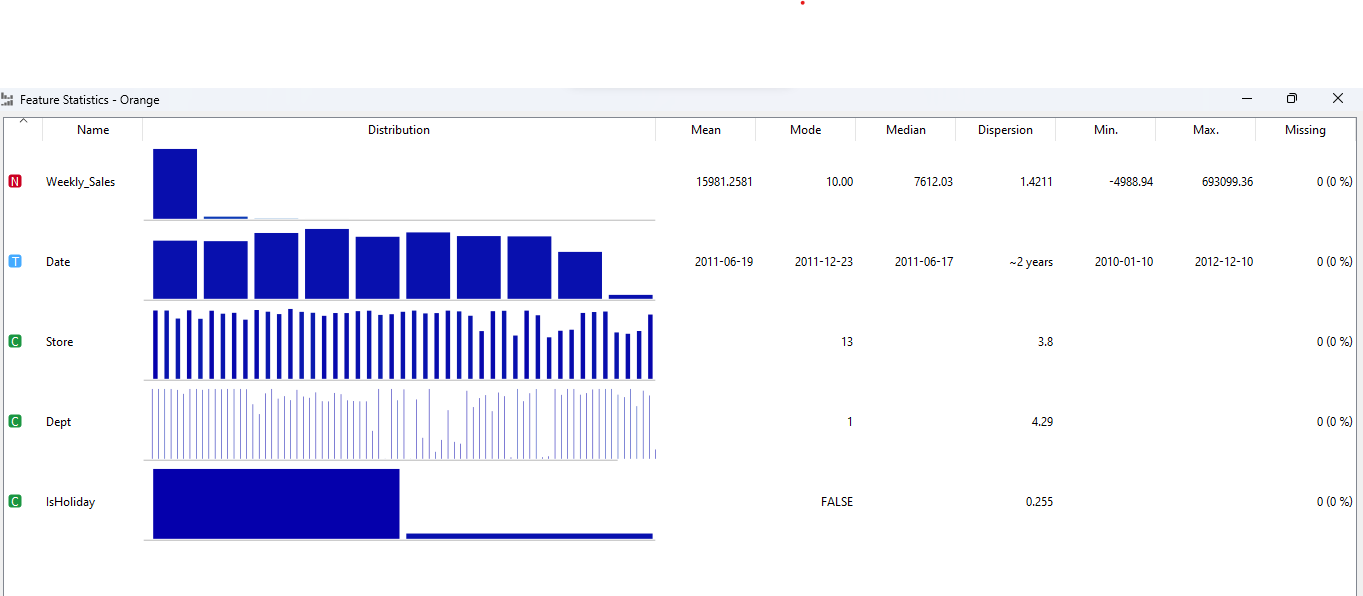 Feature Statistics - Orange
Name Distribution Mean Mode Median Dispersion Min. Max. Missing
N Weekly_Sales 15981.2581 10.00 7612.03 1.4211 -4988.94 693099.36 0 (0 %)
T Date 2011-06-19 2011-12-23 2011-06-17 ~2 years 2010-01-10 2012-12-10 0 (0 %)
C Store 13 3.8 0 (0 %)
C Dept 1 4.29 0 (0 %)
C IsHoliday FALSE 0.255 0 (0 %)